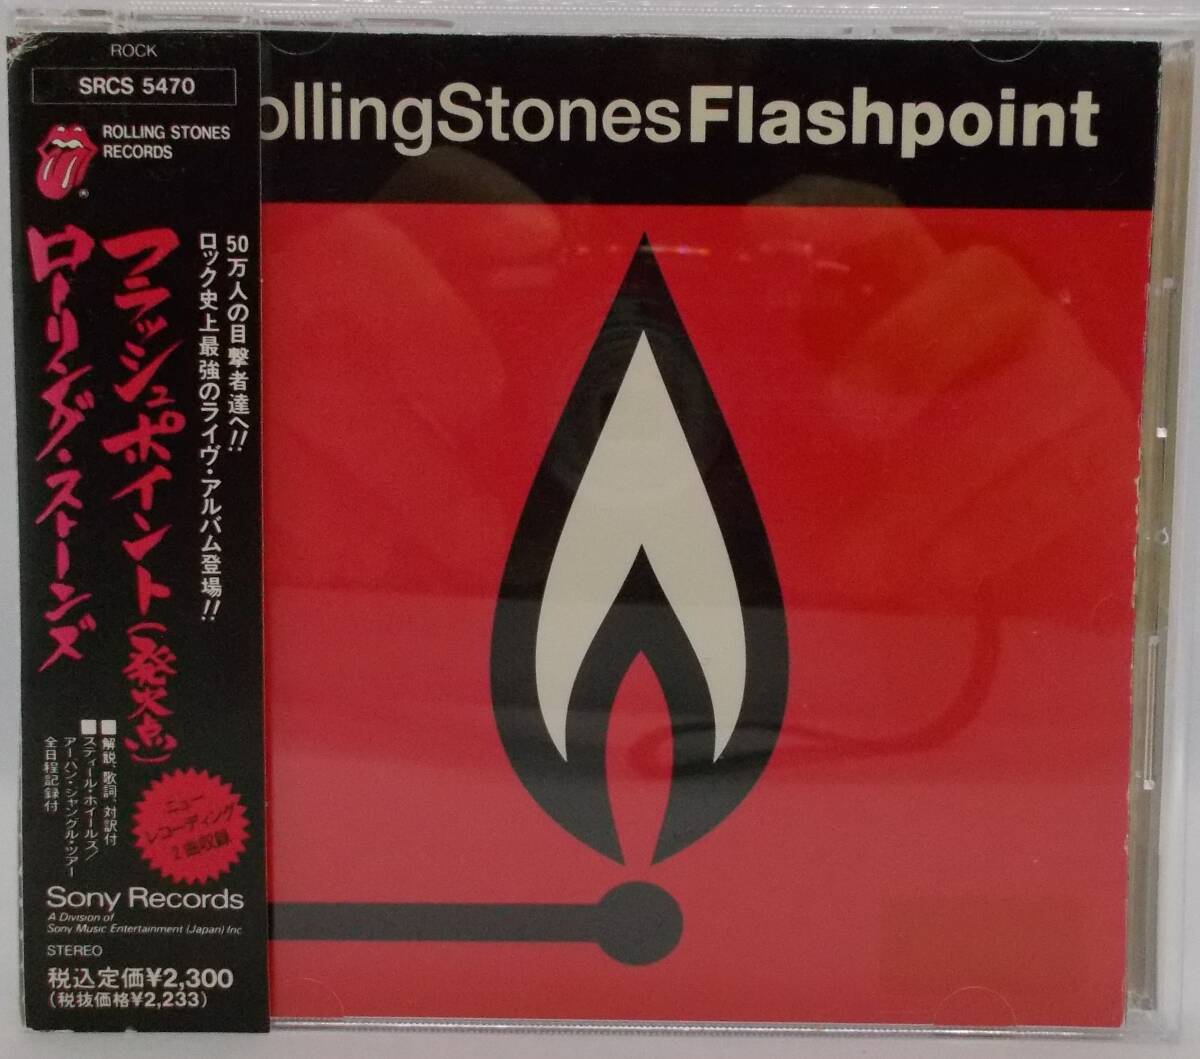 ROCK
SRCS 5470
ROLLING STONES
RECORDS
®
ollingStonesFlashpoint
50万人の目撃者達へ!!
ロック史上最強のライヴ・アルバム登場!!
フラッシュポイント(発火点)
ローリング・ストーンズ
■解説、歌詞、対訳付
■スティール・ホイールズ/
アーバン・ジャングル・ツアー
全日程記録付
ニュー
レコーディング
2曲収録
Sony Records
A Division of
Sony Music Entertainment (Japan) Inc
STEREO
税込定価¥2,300
(税抜価格¥2,233)